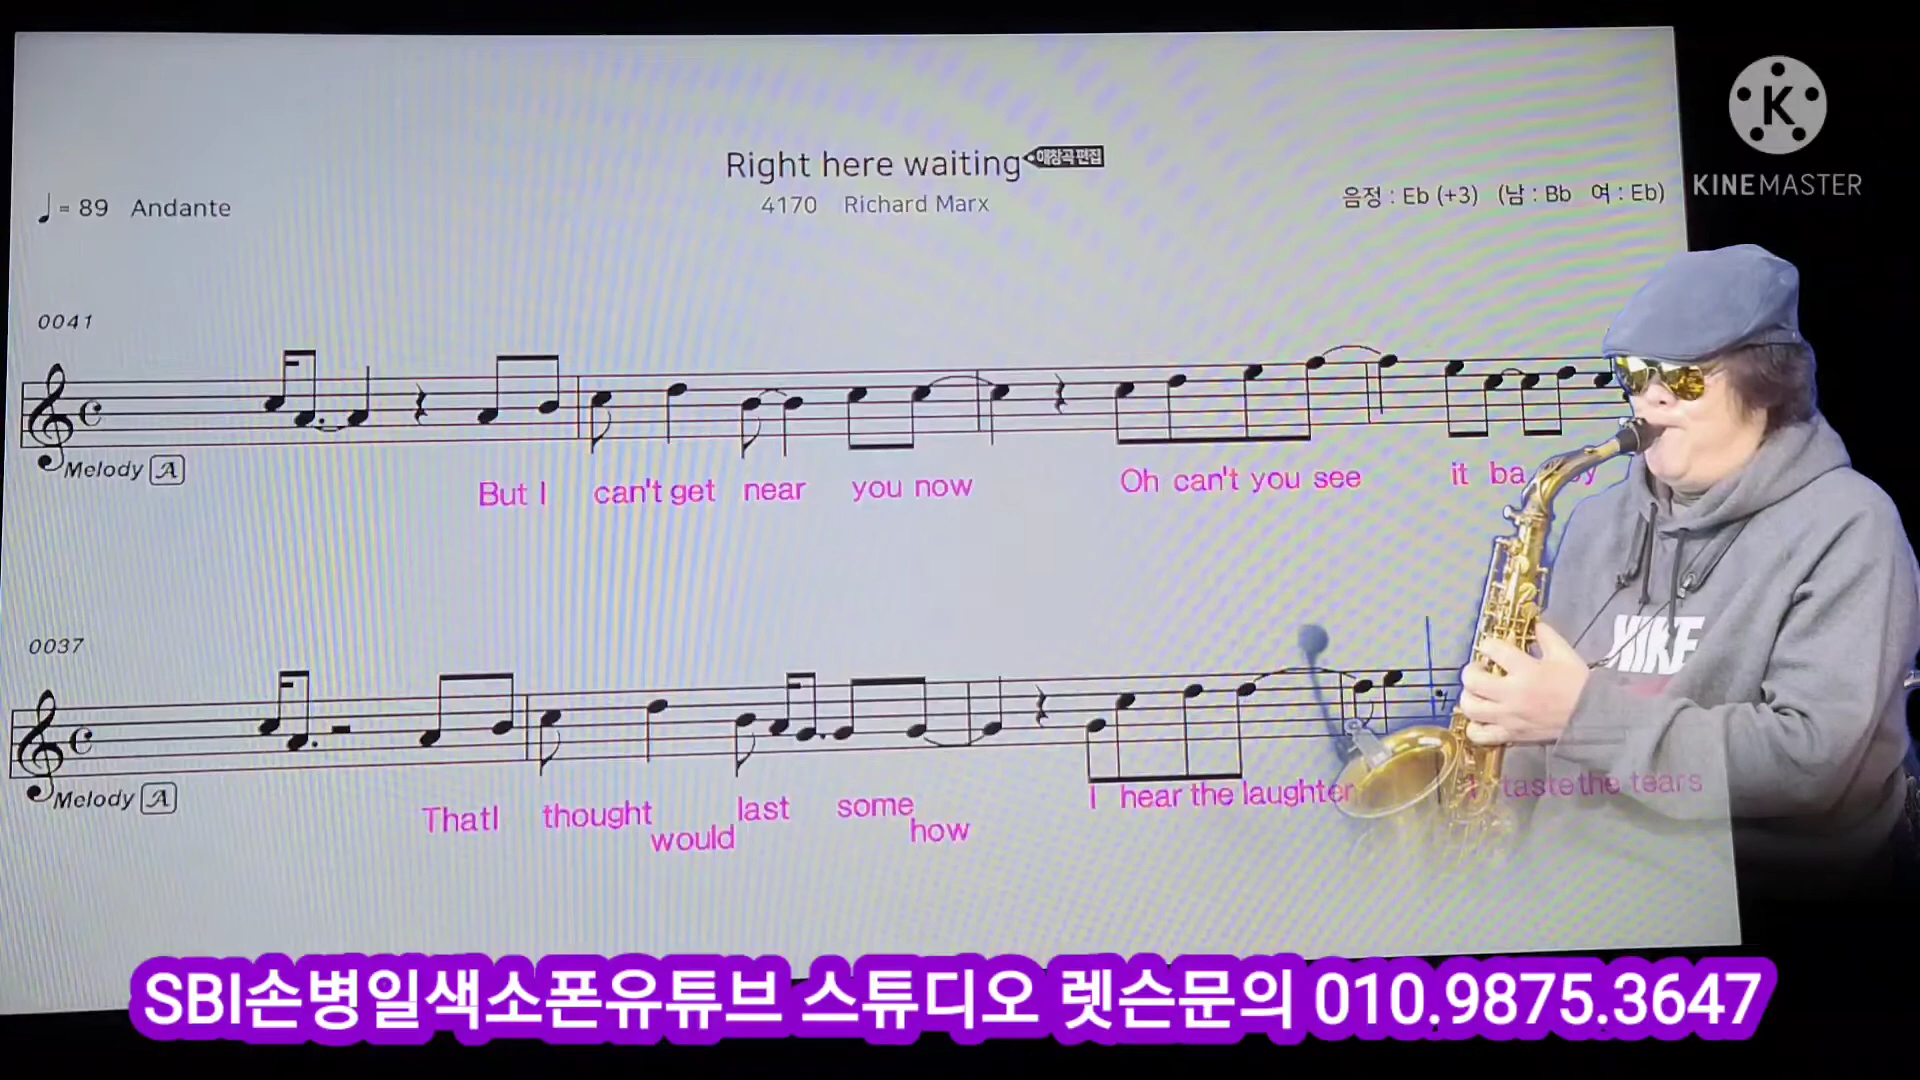 Right here waiting 애창곡편집
4170 Richard Marx
♩= 89 Andante
음정 : Eb (+3) (남 : Bb 여 : Eb)
KINEMASTER
0041
Melody A
But I can't get near you now Oh can't you see it ba
NIKE
0037
Melody A
That I thought would last some how I hear the laughter I taste the tears
SBI손병일색소폰유튜브 스튜디오 렛슨문의 010.9875.3647